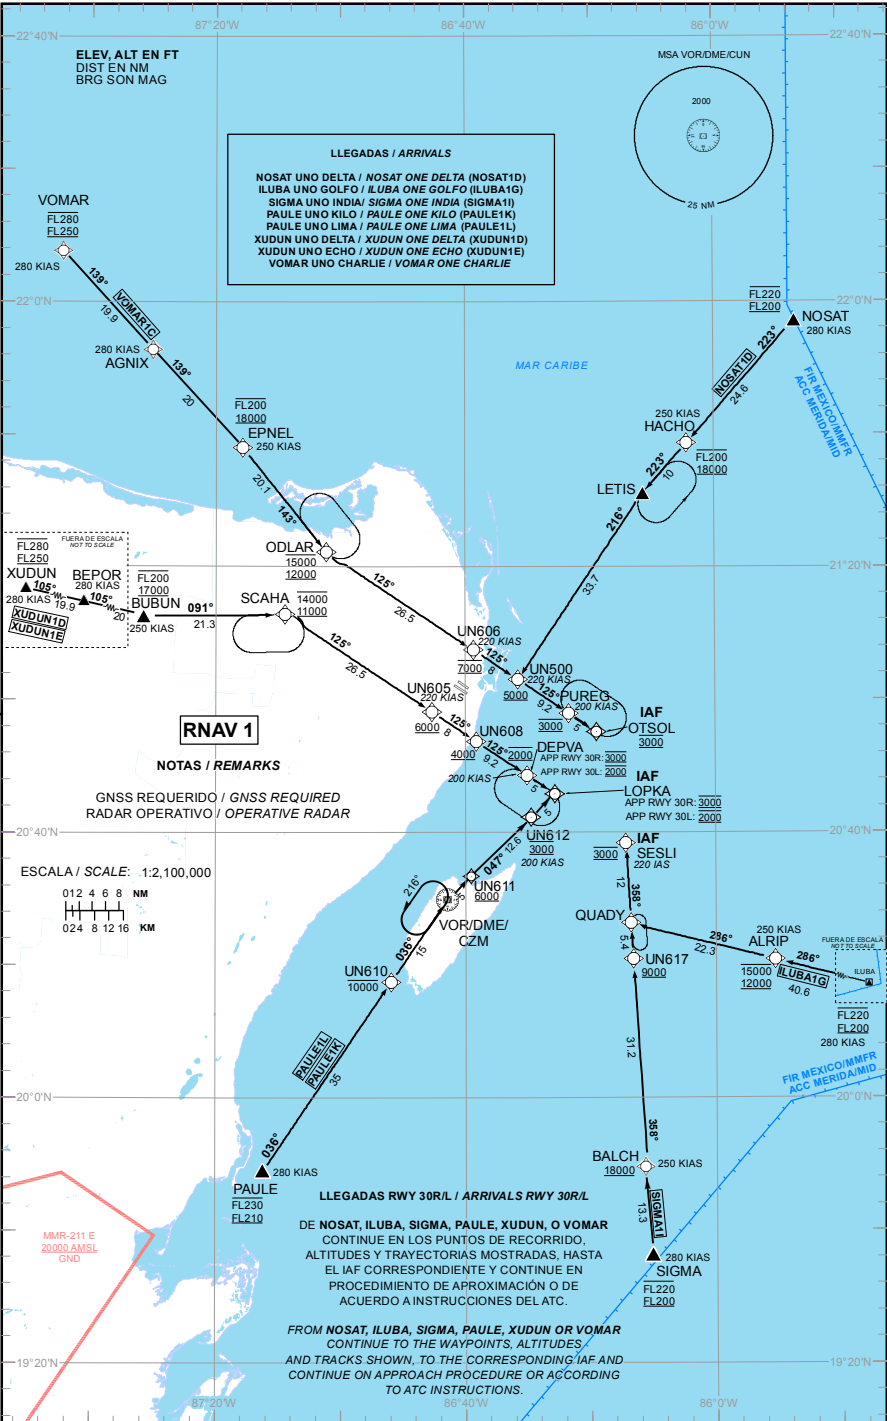 87°20'W
86°40'W
86°0'W
22°40'N
22°40'N
ELEV, ALT EN FT
DIST EN NM
BRG SON MAG
MSA VOR/DME/CUN
2000
25 NM
LLEGADAS / ARRIVALS
NOSAT UNO DELTA / NOSAT ONE DELTA (NOSAT1D)
ILUBA UNO GOLFO / ILUBA ONE GOLFO (ILUBA1G)
SIGMA UNO INDIA/ SIGMA ONE INDIA (SIGMA1I)
PAULE UNO KILO / PAULE ONE KILO (PAULE1K)
PAULE UNO LIMA / PAULE ONE LIMA (PAULE1L)
XUDUN UNO DELTA / XUDUN ONE DELTA (XUDUN1D)
XUDUN UNO ECHO / XUDUN ONE ECHO (XUDUN1E)
VOMAR UNO CHARLIE / VOMAR ONE CHARLIE
VOMAR
FL280
FL250
280 KIAS
139°
19.9
VOMAR1C
22°0'N
22°0'N
280 KIAS
AGNIX
139°
20
FL200
18000
EPNEL
250 KIAS
20.1
143°
MAR CARIBE
FL220
FL200
NOSAT
280 KIAS
223°
NOSAT1D
24.6
FIR MEXICO/MMFR
ACC MERIDA/MID
250 KIAS
HACHO
FL200
18000
223°
10
LETIS
216°
33.7
21°20'N
21°20'N
ODLAR
15000
12000
125°
26.5
FUERA DE ESCALA
NOT TO SCALE
FL280
FL250
XUDUN
280 KIAS
105°
19.9
BEPOR
280 KIAS
105°
20
XUDUN1D
XUDUN1E
FL200
17000
BUBUN
250 KIAS
091°
21.3
SCAHA
14000
11000
125°
26.5
UN606
220 KIAS
7000
125°
8
UN500
220 KIAS
5000
125°
9.2
PUREG
200 KIAS
3000
5
IAF
OTSOL
3000
UN605
220 KIAS
6000
125°
8
UN608
4000
125°
9.2
2000
DEPVA
APP RWY 30R: 3000
APP RWY 30L: 2000
200 KIAS
5
IAF
LOPKA
APP RWY 30R: 3000
APP RWY 30L: 2000
5
UN612
3000
200 KIAS
RNAV 1
NOTAS / REMARKS
GNSS REQUERIDO / GNSS REQUIRED
RADAR OPERATIVO / OPERATIVE RADAR
20°40'N
20°40'N
ESCALA / SCALE: 1:2,100,000
012 4 6 8 NM
024 8 12 16 KM
047°
12.6
UN611
6000
5
216°
VOR/DME/
CZM
036°
15
UN610
10000
PAULE1L
PAULE1K
35
036°
280 KIAS
PAULE
FL230
FL210
IAF
3000
SESLI
220 IAS
12
358°
QUADY
5.4
UN617
9000
286°
22.3
250 KIAS
ALRIP
15000
12000
286°
ILUBA1G
40.6
FUERA DE ESCALA
NOT TO SCALE
ILUBA
FL220
FL200
280 KIAS
31.2
FIR MEXICO/MMFR
ACC MERIDA/MID
20°0'N
20°0'N
358°
BALCH
18000
250 KIAS
SIGMA1I
13.3
280 KIAS
SIGMA
FL220
FL200
MMR-211 E
20000 AMSL
GND
LLEGADAS RWY 30R/L / ARRIVALS RWY 30R/L
DE NOSAT, ILUBA, SIGMA, PAULE, XUDUN, O VOMAR
CONTINUE EN LOS PUNTOS DE RECORRIDO,
ALTITUDES Y TRAYECTORIAS MOSTRADAS, HASTA
EL IAF CORRESPONDIENTE Y CONTINUE EN
PROCEDIMIENTO DE APROXIMACIÓN O DE
ACUERDO A INSTRUCCIONES DEL ATC.
FROM NOSAT, ILUBA, SIGMA, PAULE, XUDUN OR VOMAR
CONTINUE TO THE WAYPOINTS, ALTITUDES
AND TRACKS SHOWN, TO THE CORRESPONDING IAF AND
CONTINUE ON APPROACH PROCEDURE OR ACCORDING
TO ATC INSTRUCTIONS.
19°20'N
19°20'N
87°20'W
86°40'W
86°0'W